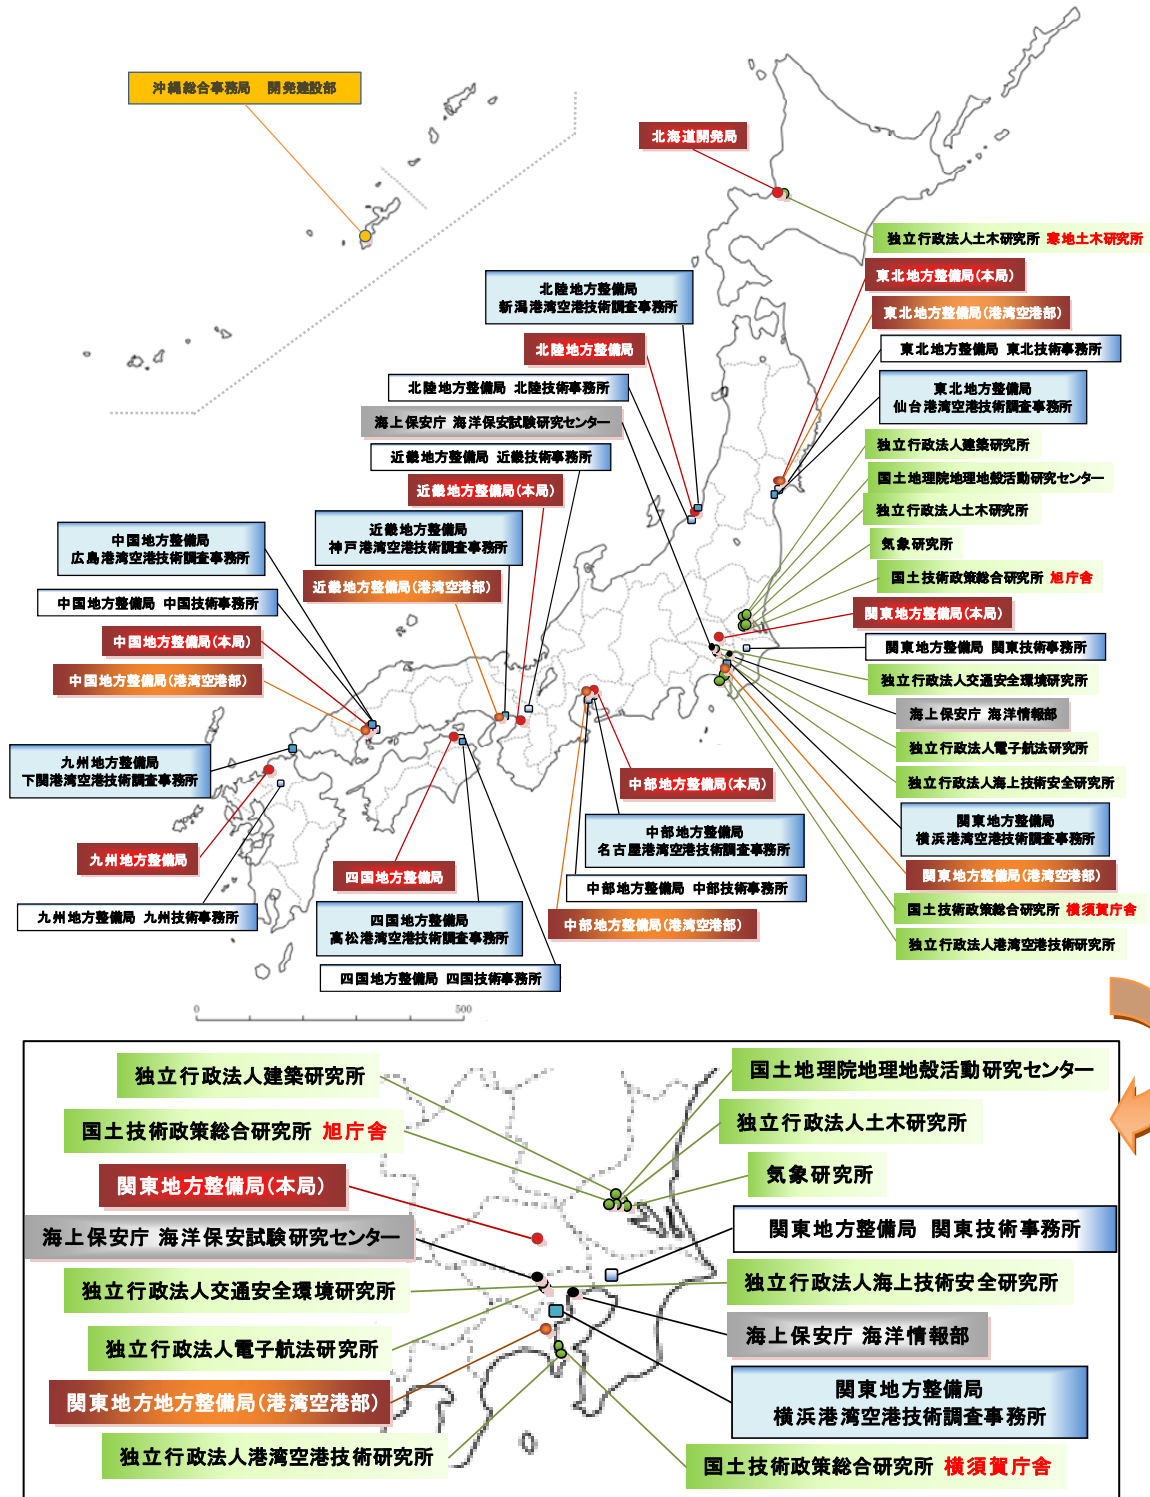 沖縄総合事務局　開発建設部
北海道開発局
独立行政法人土木研究所 寒地土木研究所
東北地方整備局(本局)
北陸地方整備局
新潟港湾空港技術調査事務所
東北地方整備局(港湾空港部)
北陸地方整備局
東北地方整備局 東北技術事務所
北陸地方整備局 北陸技術事務所
東北地方整備局
仙台港湾空港技術調査事務所
海上保安庁 海洋保安試験研究センター
独立行政法人建築研究所
近畿地方整備局 近畿技術事務所
国土地理院地理地殻活動研究センター
近畿地方整備局(本局)
独立行政法人土木研究所
中国地方整備局
広島港湾空港技術調査事務所
近畿地方整備局
神戸港湾空港技術調査事務所
気象研究所
国土技術政策総合研究所 旭庁舎
近畿地方整備局(港湾空港部)
中国地方整備局 中国技術事務所
関東地方整備局(本局)
中国地方整備局(本局)
関東地方整備局 関東技術事務所
中国地方整備局(港湾空港部)
独立行政法人交通安全環境研究所
海上保安庁 海洋情報部
独立行政法人電子航法研究所
九州地方整備局
下関港湾空港技術調査事務所
中部地方整備局(本局)
独立行政法人海上技術安全研究所
関東地方整備局
横浜港湾空港技術調査事務所
中部地方整備局
名古屋港湾空港技術調査事務所
九州地方整備局
四国地方整備局
関東地方整備局(港湾空港部)
中部地方整備局 中部技術事務所
九州地方整備局 九州技術事務所
四国地方整備局
高松港湾空港技術調査事務所
中部地方整備局(港湾空港部)
国土技術政策総合研究所 横須賀庁舎
独立行政法人港湾空港技術研究所
四国地方整備局 四国技術事務所
0 500
独立行政法人建築研究所
国土地理院地理地殻活動研究センター
国土技術政策総合研究所 旭庁舎
独立行政法人土木研究所
関東地方整備局(本局)
気象研究所
海上保安庁 海洋保安試験研究センター
関東地方整備局　関東技術事務所
独立行政法人交通安全環境研究所
独立行政法人海上技術安全研究所
独立行政法人電子航法研究所
海上保安庁 海洋情報部
関東地方地方整備局(港湾空港部)
関東地方整備局
横浜港湾空港技術調査事務所
独立行政法人港湾空港技術研究所
国土技術政策総合研究所 横須賀庁舎